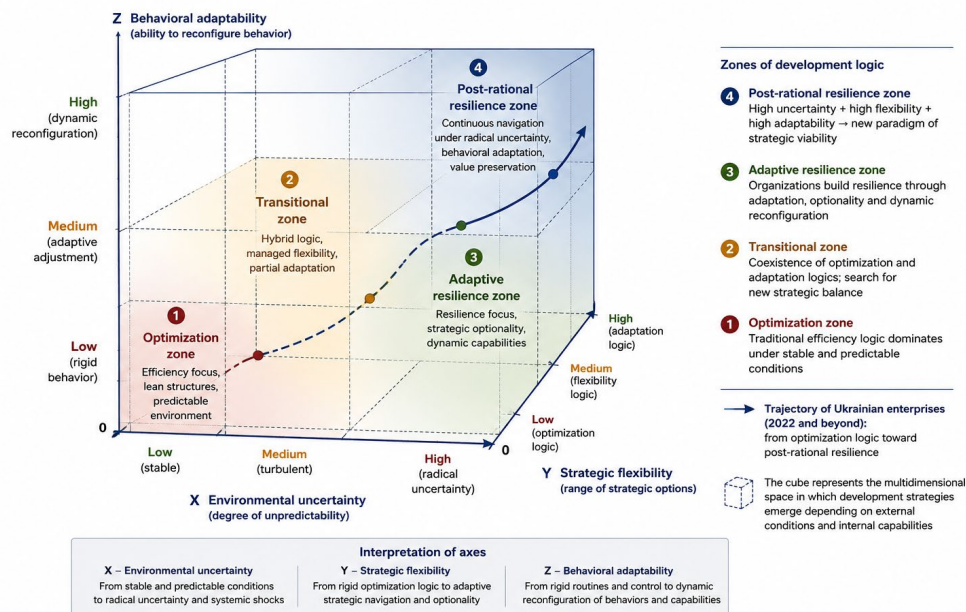 Z Behavioral adaptability
(ability to reconfigure behavior)
High
(dynamic
reconfiguration)
Medium
(adaptive
adjustment)
Low
(rigid
behavior)
0
4
Post-rational
resilience zone
Continuous navigation
under radical uncertainty,
behavioral adaptation,
value preservation
2
Transitional
zone
Hybrid logic,
managed flexibility,
partial adaptation
3
Adaptive
resilience zone
Resilience focus,
strategic optionality,
dynamic capabilities
1
Optimization
zone
Efficiency focus,
lean structures,
predictable
environment
High
(adaptation
logic)
Medium
(flexibility
logic)
Low
(optimization
logic)
0
Low
(stable)
Medium
(turbulent)
High
(radical
uncertainty)
X Environmental uncertainty
(degree of unpredictability)
Y Strategic flexibility
(range of strategic options)
Zones of development logic
4 Post-rational resilience zone
High uncertainty + high flexibility +
high adaptability → new paradigm of
strategic viability
3 Adaptive resilience zone
Organizations build resilience through
adaptation, optionality and dynamic
reconfiguration
2 Transitional zone
Coexistence of optimization and
adaptation logics; search for
new strategic balance
1 Optimization zone
Traditional efficiency logic dominates
under stable and predictable
conditions
Trajectory of Ukrainian enterprises
(2022 and beyond):
from optimization logic toward
post-rational resilience
The cube represents the multidimensional
space in which development strategies
emerge depending on external
conditions and internal capabilities
Interpretation of axes
X – Environmental uncertainty
From stable and predictable conditions
to radical uncertainty and systemic shocks
Y – Strategic flexibility
From rigid optimization logic to adaptive
strategic navigation and optionality
Z – Behavioral adaptability
From rigid routines and control to dynamic
reconfiguration of behaviors and capabilities